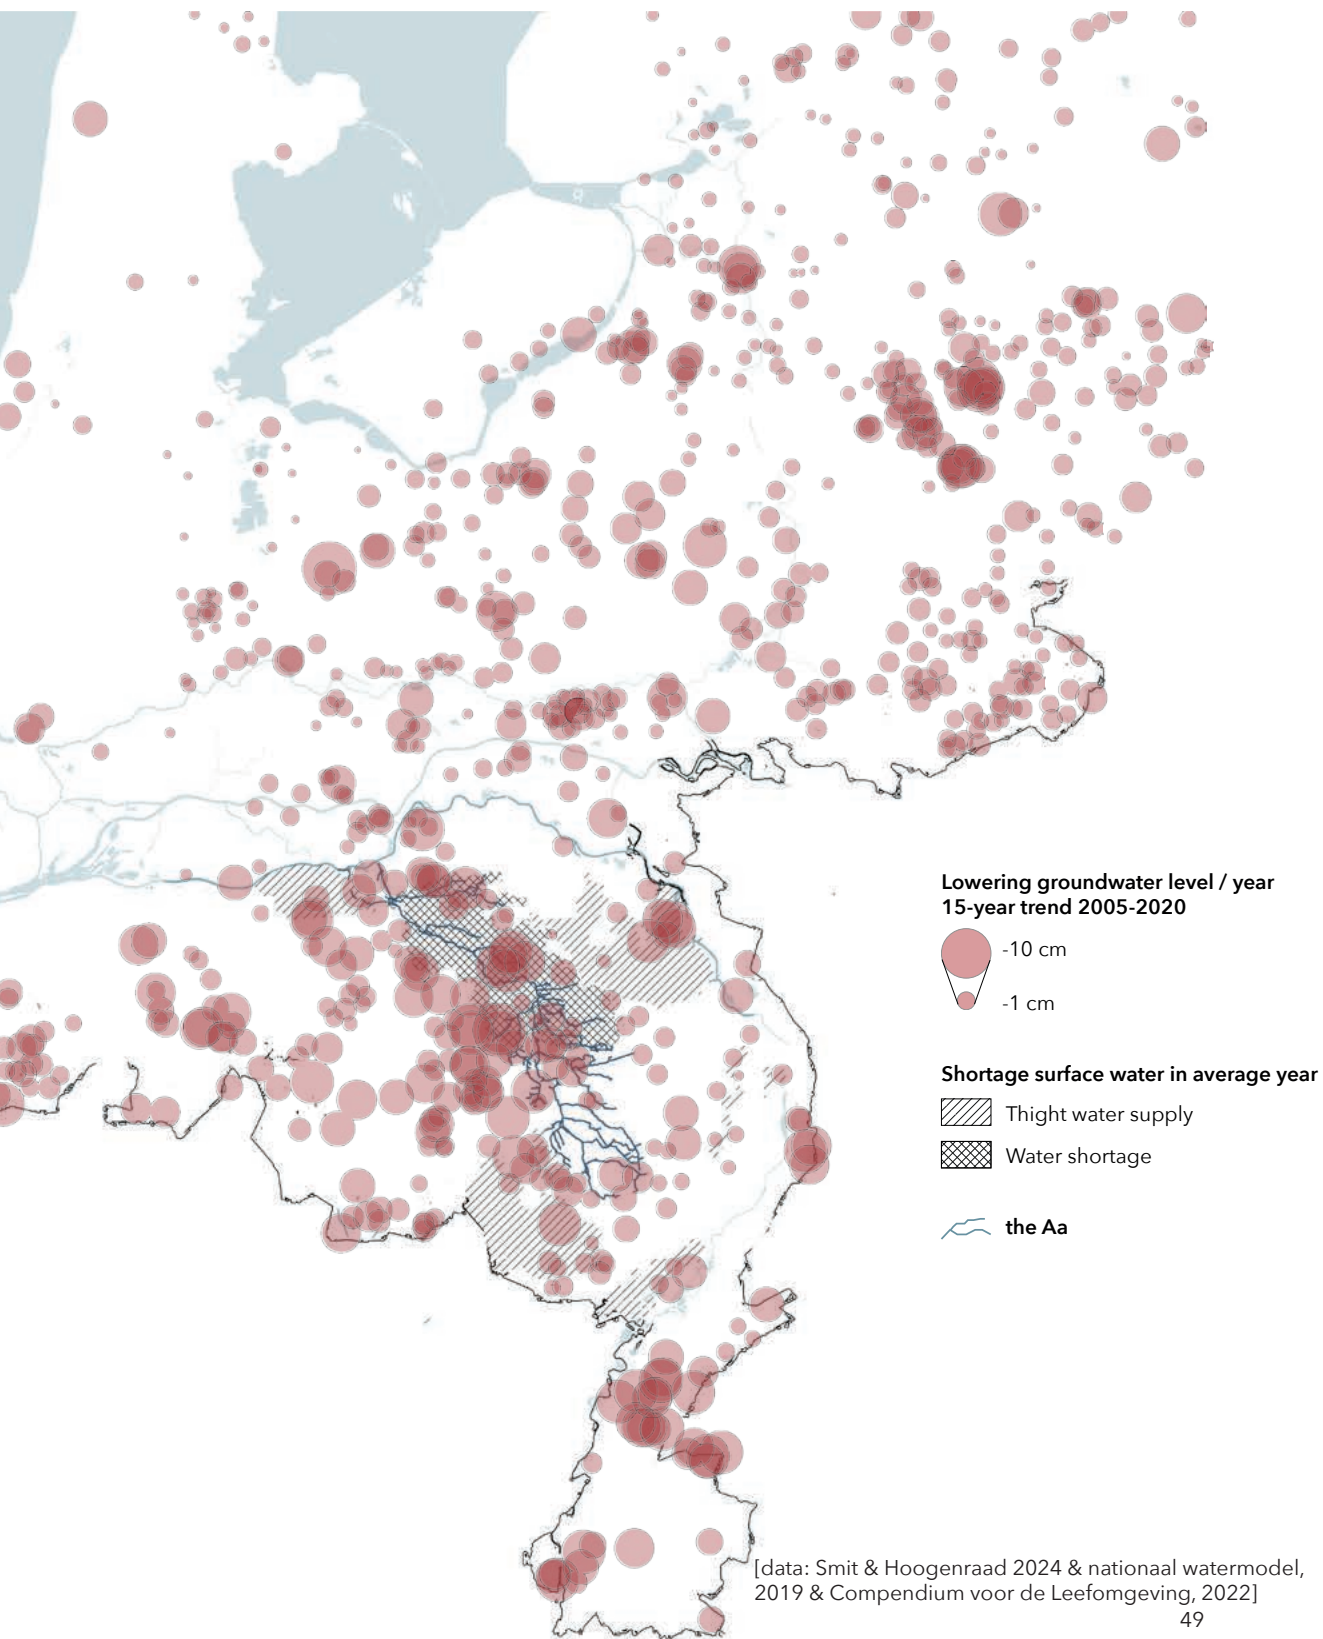 Lowering groundwater level / year
15-year trend 2005-2020
-10 cm
-1 cm
Shortage surface water in average year
Thight water supply
Water shortage
the Aa
[data: Smit & Hoogenraad 2024 & nationaal watermodel,
2019 & Compendium voor de Leefomgeving, 2022]
49